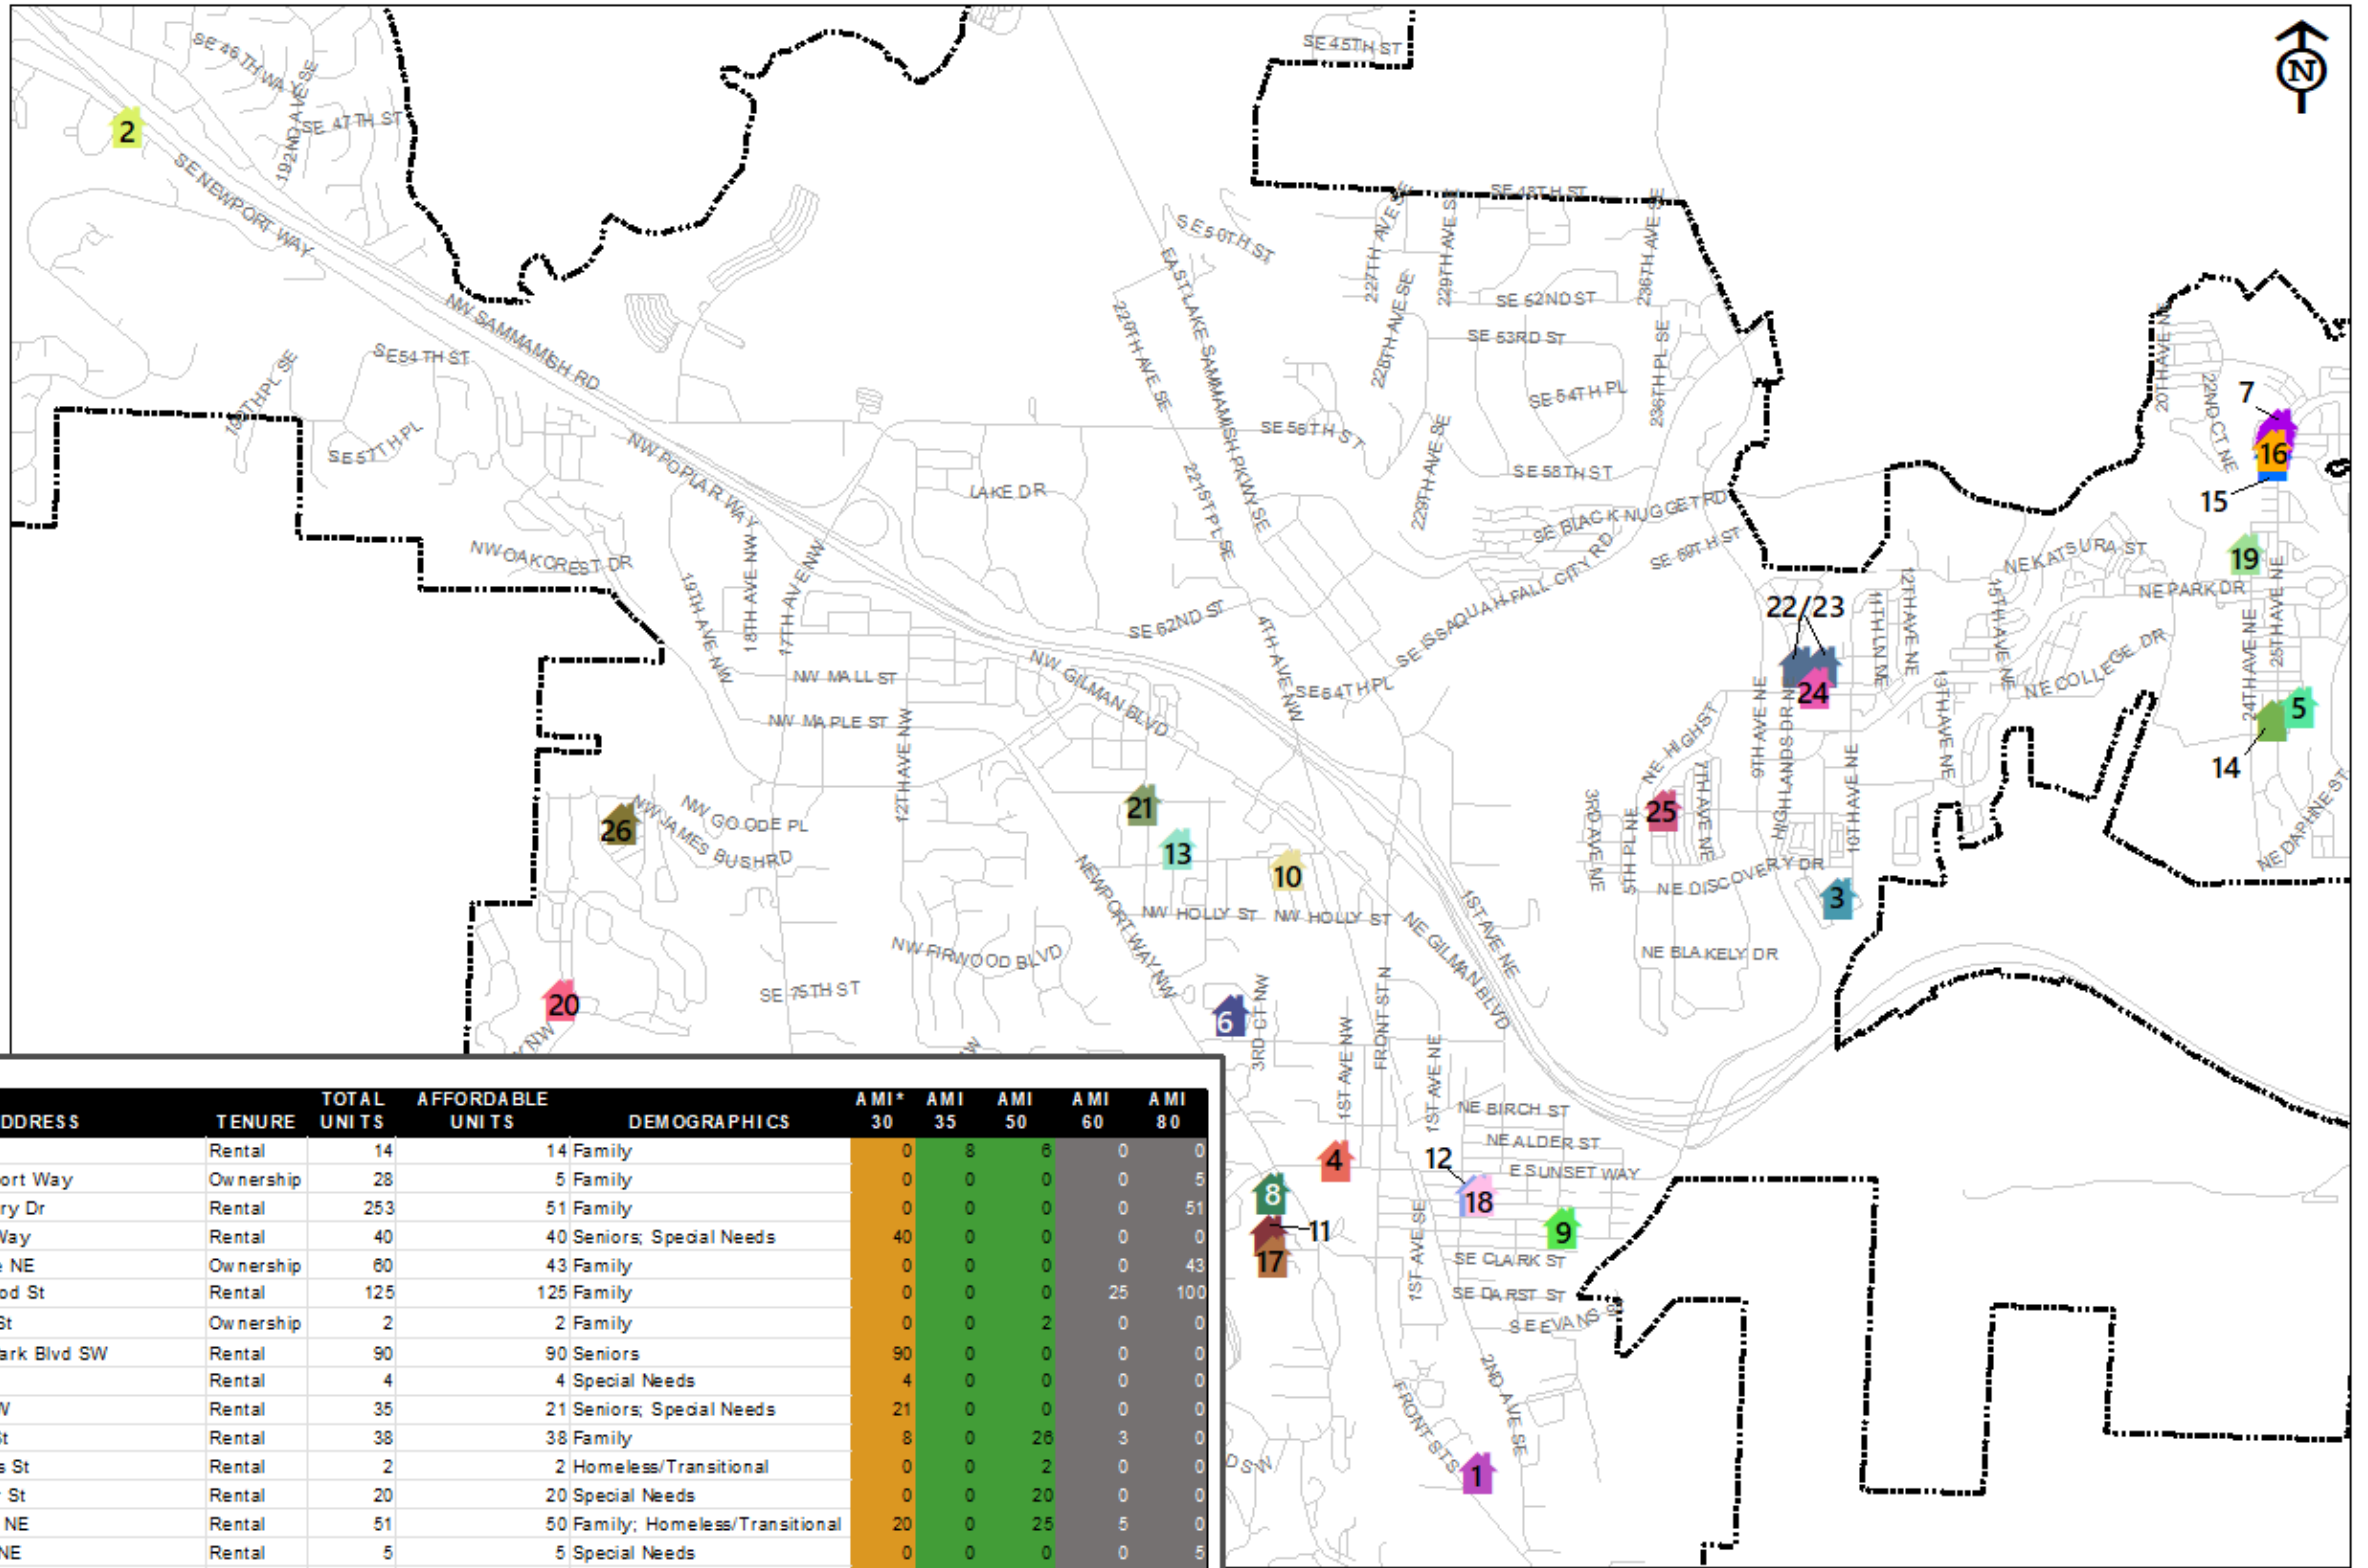 N
SE 45TH ST
SE 46TH WAY
192ND AVE SE
SE 47TH ST
2
SE NEWPORT WAY
SE 48TH ST
SE 50TH ST
227TH AVE SE
229TH AVE SE
236TH AVE SE
EAST LAKE SAMMAMISH PKWY SE
228TH AVE SE
SE 52ND ST
SE 53RD ST
NW SAMMAMISH RD
220TH AVE SE
SE 54TH ST
SE 54TH PL
236TH PL SE
20TH AVE NE
22ND CT NE
7
SE 57TH PL
SE 56TH ST
229TH AVE SE
NW POPLAR WAY
221ST PL SE
SE 58TH ST
16
15
LAKE DR
SE BLACK NUGGET RD
NW OAKCREST DR
18TH AVE NW
17TH AVE NW
19TH AVE NW
SE 62ND ST
SE ISSAQUAH-FALL CITY RD
NE KATSURA ST
19
NE PARK DR
22/23
11TH LN NE
12TH AVE NE
15TH AVE NE
24TH AVE NE
25TH AVE NE
NW MALL ST
NW GILMAN BLVD
4TH AVE NW
SE 64TH PL
24
NE COLLEGE DR
NW MAPLE ST
12TH AVE NW
NE HIGH ST
9TH AVE NE
HIGHLANDS DR NE
13TH AVE NE
5
14
21
26
NW GOODE PL
NW JAMES BUSH RD
13
10
3RD AVE NE
5TH PL NE
25
7TH AVE NE
10TH AVE NE
NE DAPHNE ST
NEWPORT WAY NW
NE DISCOVERY DR
3
NW HOLLY ST NW HOLLY ST
NE GILMAN BLVD
1ST AVE NE
NW FIRWOOD BLVD
NE BLAKELY DR
SE 75TH ST
20
6
3RD CT NW
1ST AVE NW
FRONT ST N
1ST AVE NE
NE BIRCH ST
NE ALDER ST
E SUNSET WAY
4
12
8
18
11
9
17
1ST AVE SE
SE CLARK ST
SE DARST ST
SE EVANS ST
2ND AVE SE
FRONT ST S
1
DDRESS TENURE TOTAL UNITS AFFORDABLE UNITS DEMOGRAPHICS AMI* 30 AMI 35 AMI 50 AMI 60 AMI 80
Rental 14 14 Family 0 8 6 0 0
ort Way Ownership 28 5 Family 0 0 0 0 5
ry Dr Rental 253 51 Family 0 0 0 0 51
Way Rental 40 40 Seniors; Special Needs 40 0 0 0 0
e NE Ownership 60 43 Family 0 0 0 0 43
od St Rental 125 125 Family 0 0 0 25 100
St Ownership 2 2 Family 0 0 2 0 0
ark Blvd SW Rental 90 90 Seniors 90 0 0 0 0
Rental 4 4 Special Needs 4 0 0 0 0
W Rental 35 21 Seniors; Special Needs 21 0 0 0 0
St Rental 38 38 Family 8 0 26 3 0
s St Rental 2 2 Homeless/Transitional 0 0 2 0 0
St Rental 20 20 Special Needs 0 0 20 0 0
NE Rental 51 50 Family; Homeless/Transitional 20 0 25 5 0
NE Rental 5 5 Special Needs 0 0 0 0 5